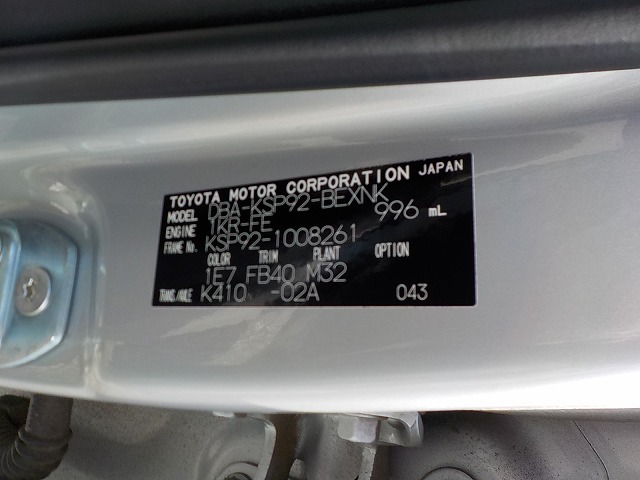 TOYOTA MOTOR CORPORATION JAPAN
MODEL DBA-KSP92-BEXNK
ENGINE 1KR-FE 996 mL
FRAME No. KSP92-1008261
COLOR TRIM PLANT OPTION
1E7 FB40 M32
TRANS/AXLE K410 -02A 043